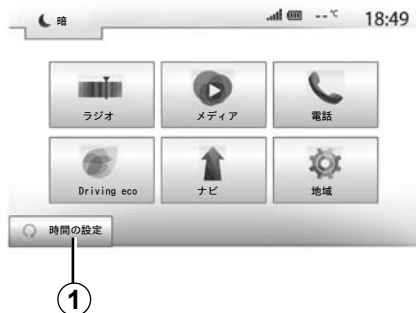 暗 --℃ 18:49
ラジオ メディア 電話
Driving eco ナビ 地域
時間の設定
1